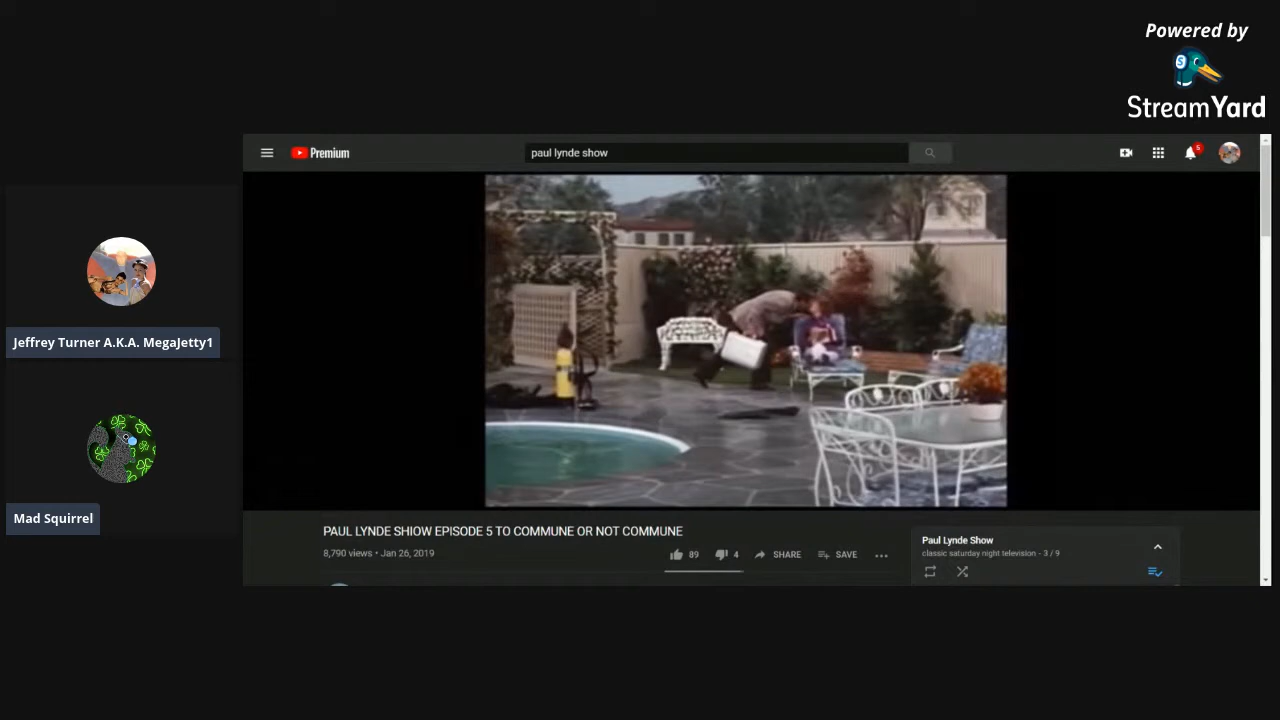 Powered by
StreamYard
Premium
paul lynde show
5
Jeffrey Turner A.K.A. MegaJetty1
Mad Squirrel
PAUL LYNDE SHIOW EPISODE 5 TO COMMUNE OR NOT COMMUNE
8,790 views • Jan 26, 2019
89
4
SHARE
SAVE
Paul Lynde Show
classic saturday night television - 3 / 9